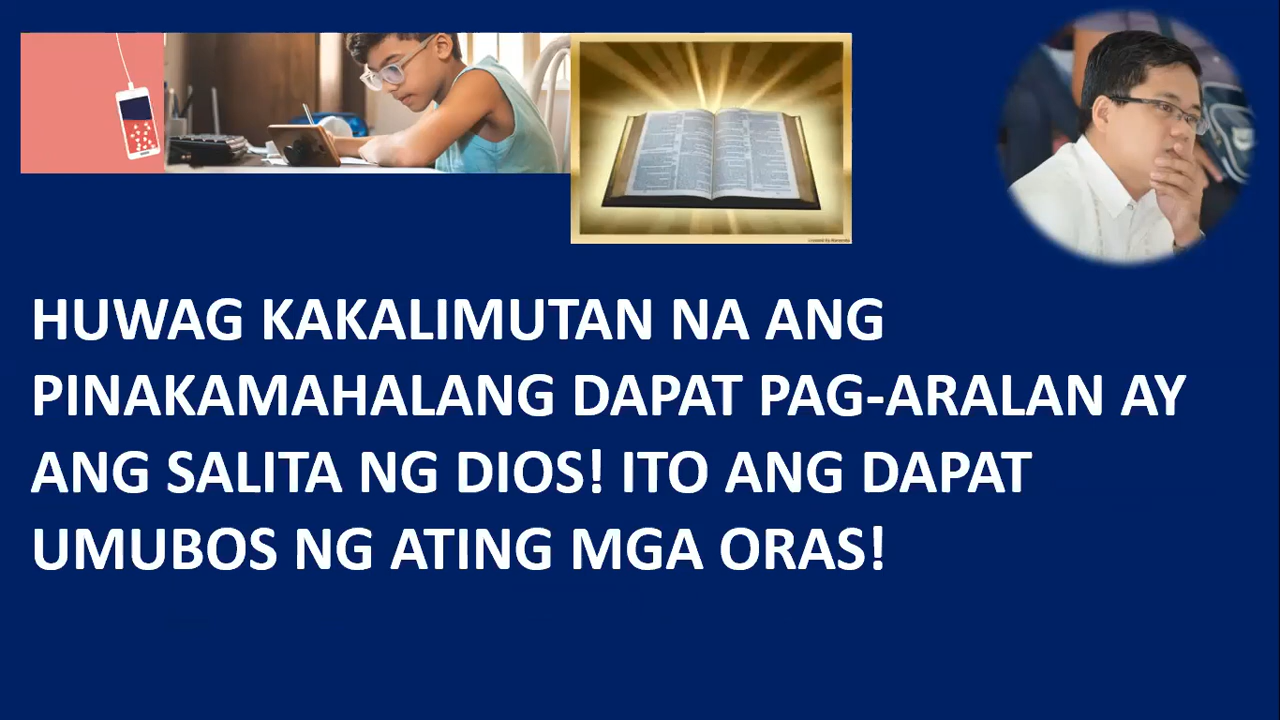 HUWAG KAKALIMUTAN NA ANG
PINAKAMAHALANG DAPAT PAG-ARALAN AY
ANG SALITA NG DIOS! ITO ANG DAPAT
UMUBOS NG ATING MGA ORAS!